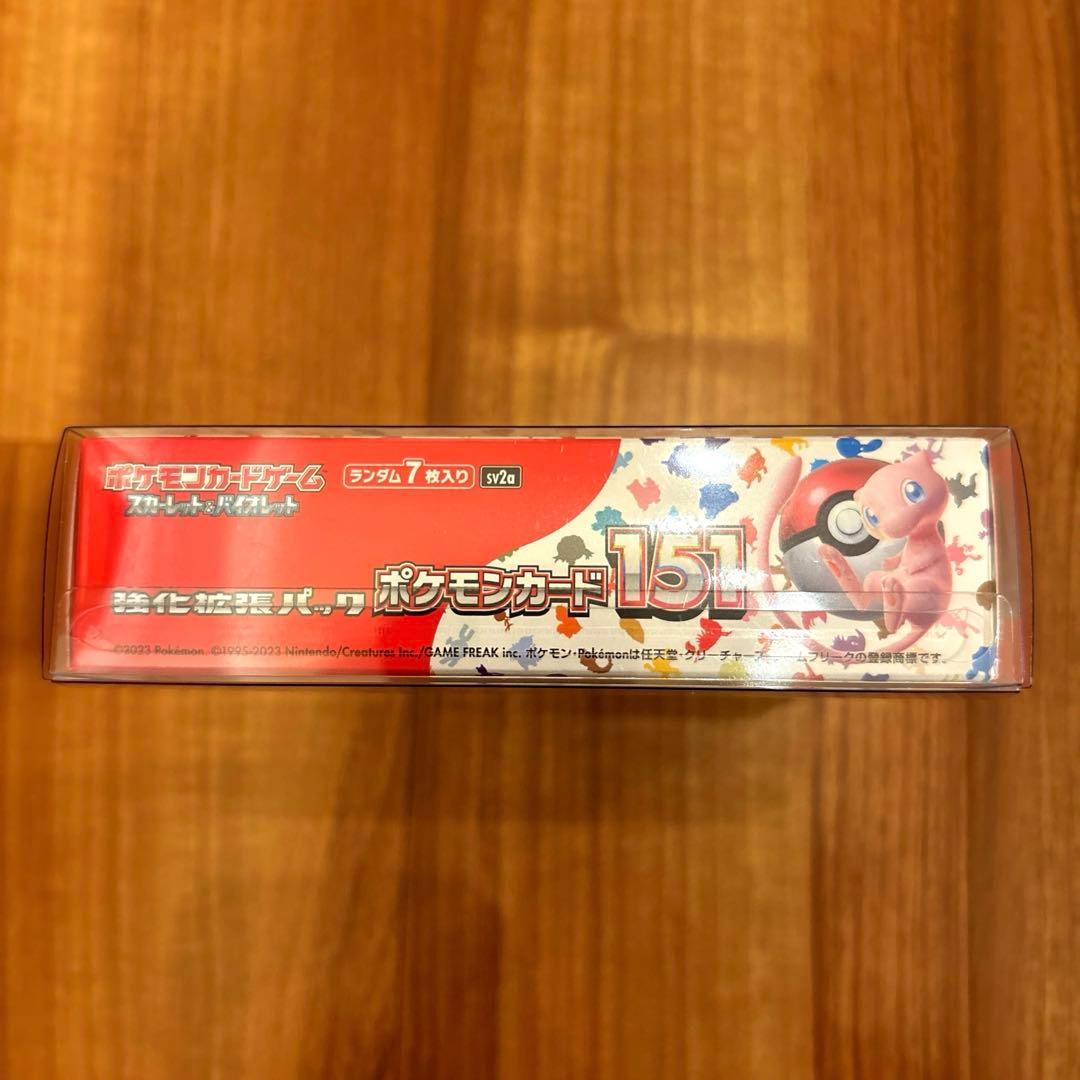 ポケモンカードゲーム
スカーレット&バイオレット
ランダム7枚入り
sv2a
強化拡張パック
ポケモンカード151
©2023 Pokémon. ©1995-2023 Nintendo/Creatures Inc./GAME FREAK inc. ポケモン・Pokémonは任天堂・クリーチャーズ・ゲームフリークの登録商標です。